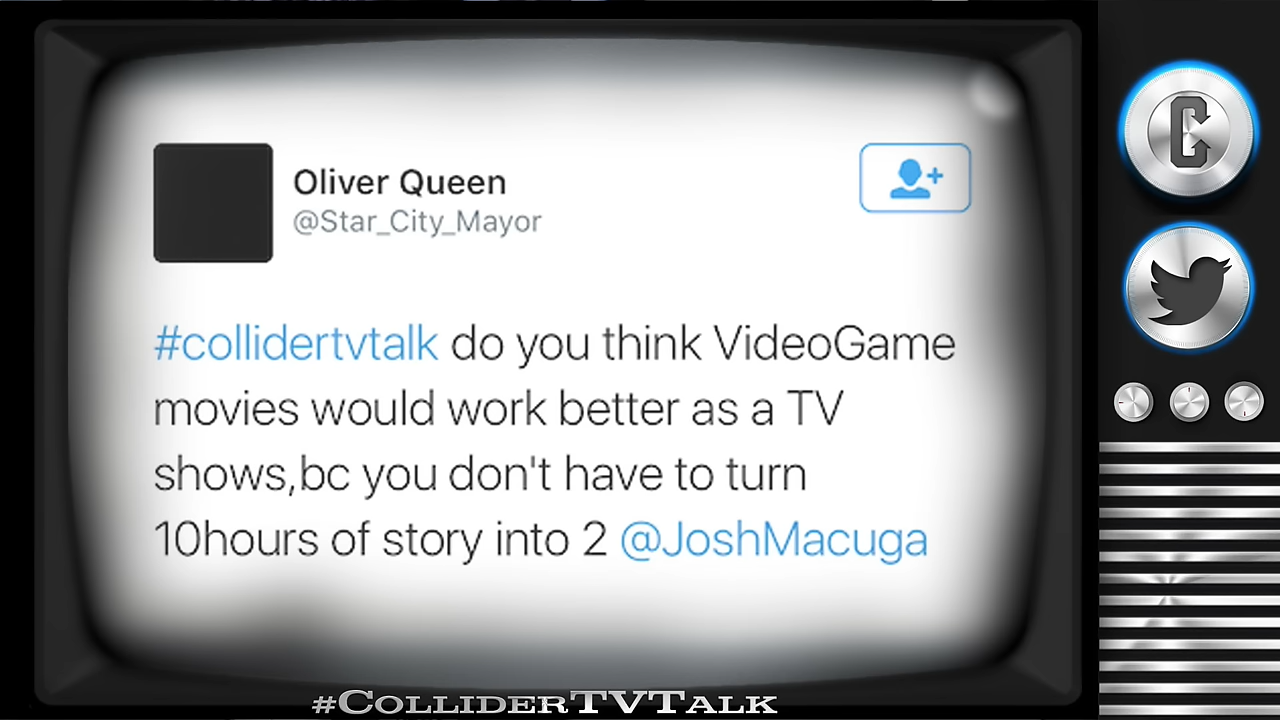 Oliver Queen
@Star_City_Mayor
#collidertvtalk do you think VideoGame
movies would work better as a TV
shows,bc you don't have to turn
10hours of story into 2 @JoshMacuga
#ColliderTVTalk